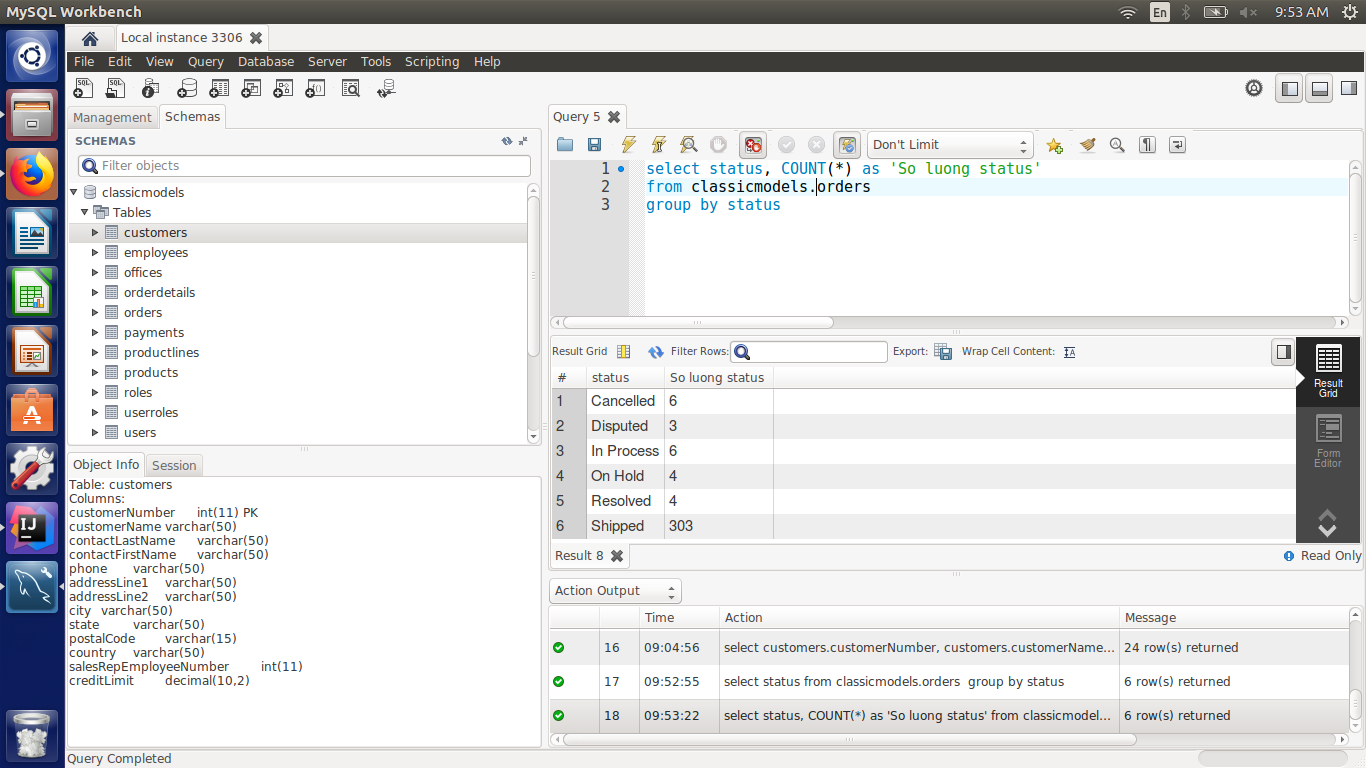 MySQL Workbench
En
9:53 AM
Local instance 3306
File Edit View Query Database Server Tools Scripting Help
Management Schemas
SCHEMAS
Filter objects
classicmodels
Tables
customers
employees
offices
orderdetails
orders
payments
productlines
products
roles
userroles
users
Object Info Session
Table: customers
Columns:
customerNumber int(11) PK
customerName varchar(50)
contactLastName varchar(50)
contactFirstName varchar(50)
phone varchar(50)
addressLine1 varchar(50)
addressLine2 varchar(50)
city varchar(50)
state varchar(50)
postalCode varchar(15)
country varchar(50)
salesRepEmployeeNumber int(11)
creditLimit decimal(10,2)
Query 5
Don't Limit
1 select status, COUNT(*) as 'So luong status'
2 from classicmodels.orders
3 group by status
Result Grid Filter Rows: Export: Wrap Cell Content:
# status So luong status
1 Cancelled 6
2 Disputed 3
3 In Process 6
4 On Hold 4
5 Resolved 4
6 Shipped 303
Result
Grid
Form
Editor
Result 8
Read Only
Action Output
Time Action Message
16 09:04:56 select customers.customerNumber, customers.customerName... 24 row(s) returned
17 09:52:55 select status from classicmodels.orders group by status 6 row(s) returned
18 09:53:22 select status, COUNT(*) as 'So luong status' from classicmodel... 6 row(s) returned
Query Completed